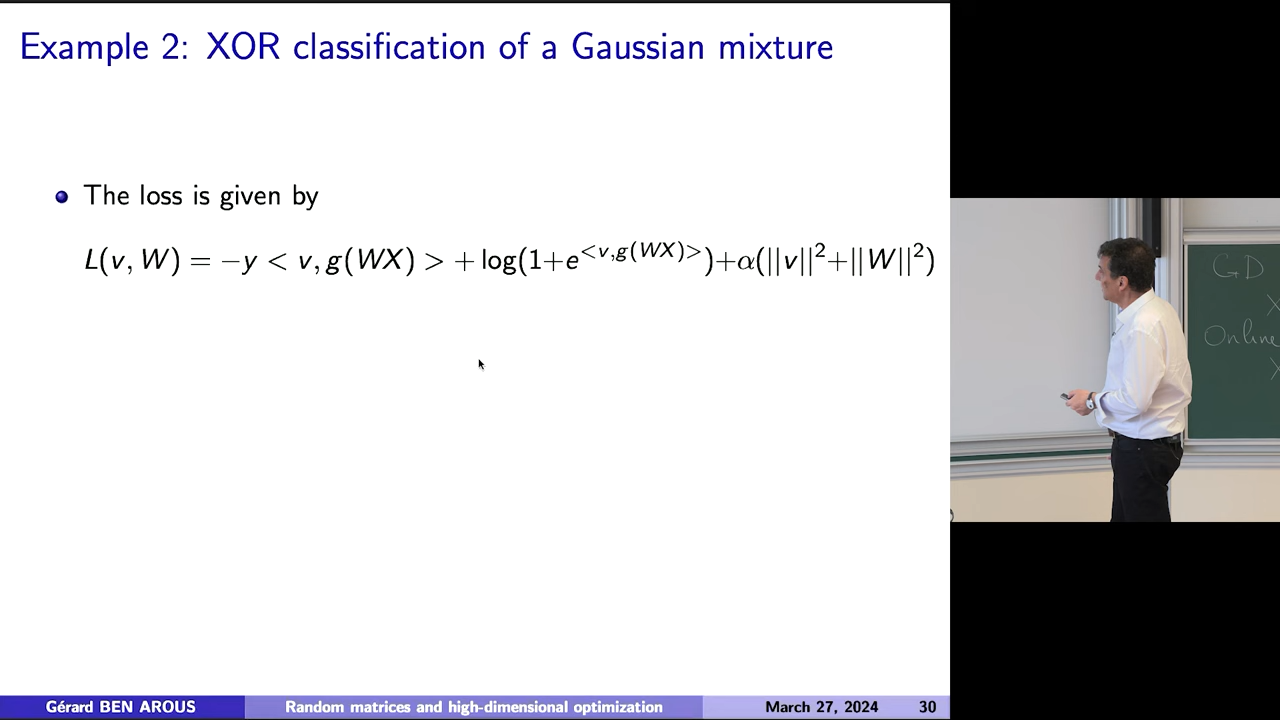 Example 2: XOR classification of a Gaussian mixture
The loss is given by
L(v, W) = −y < v, g(WX) > + log(1+e^{<v,g(WX)>})+α(||v||²+||W||²)
GD
X
Online
X
Gérard BEN AROUS Random matrices and high-dimensional optimization March 27, 2024 30